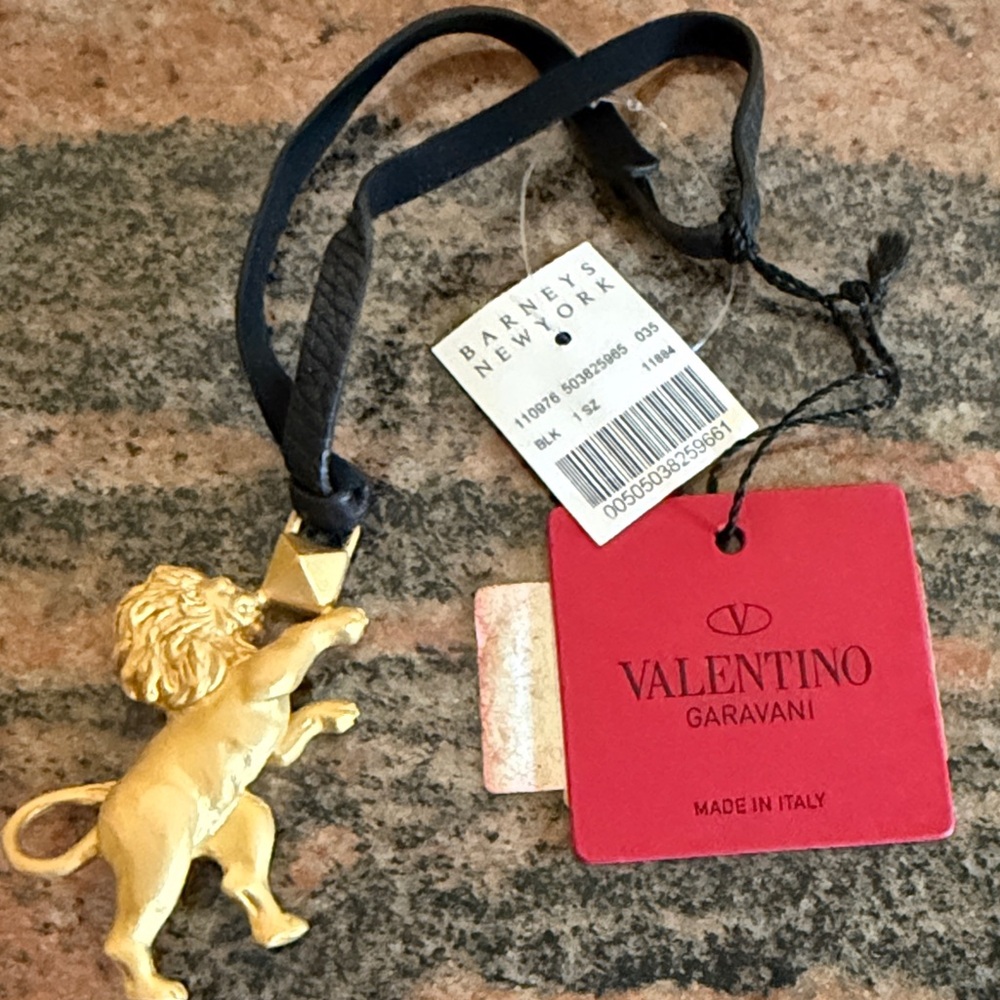 BARNEYS
NEW YORK
110976 503825965 035
11884
BLK 1 SZ
00505038259661
V
VALENTINO
GARAVANI
MADE IN ITALY